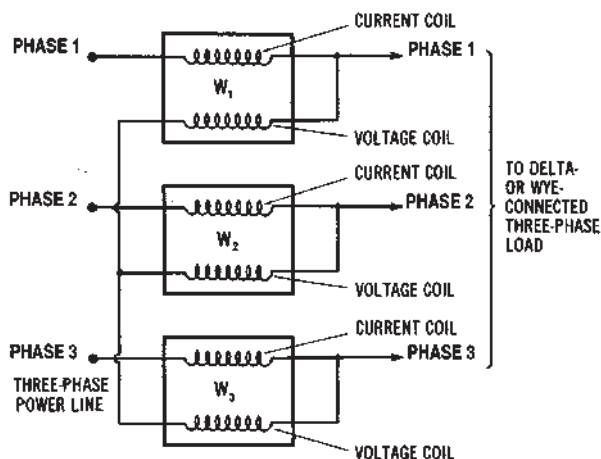 CURRENT COIL
PHASE 1
PHASE 1
W1
VOLTAGE COIL
CURRENT COIL
PHASE 2
PHASE 2
W2
VOLTAGE COIL
TO DELTA-
OR WYE-
CONNECTED
THREE-PHASE
LOAD
CURRENT COIL
PHASE 3
PHASE 3
THREE-PHASE
POWER LINE
W3
VOLTAGE COIL